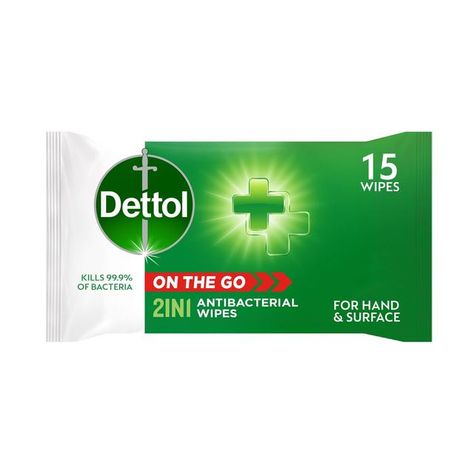 Dettol
15
WIPES
KILLS 99.9%
OF BACTERIA
ON THE GO
2IN1 ANTIBACTERIAL
WIPES
FOR HAND
& SURFACE